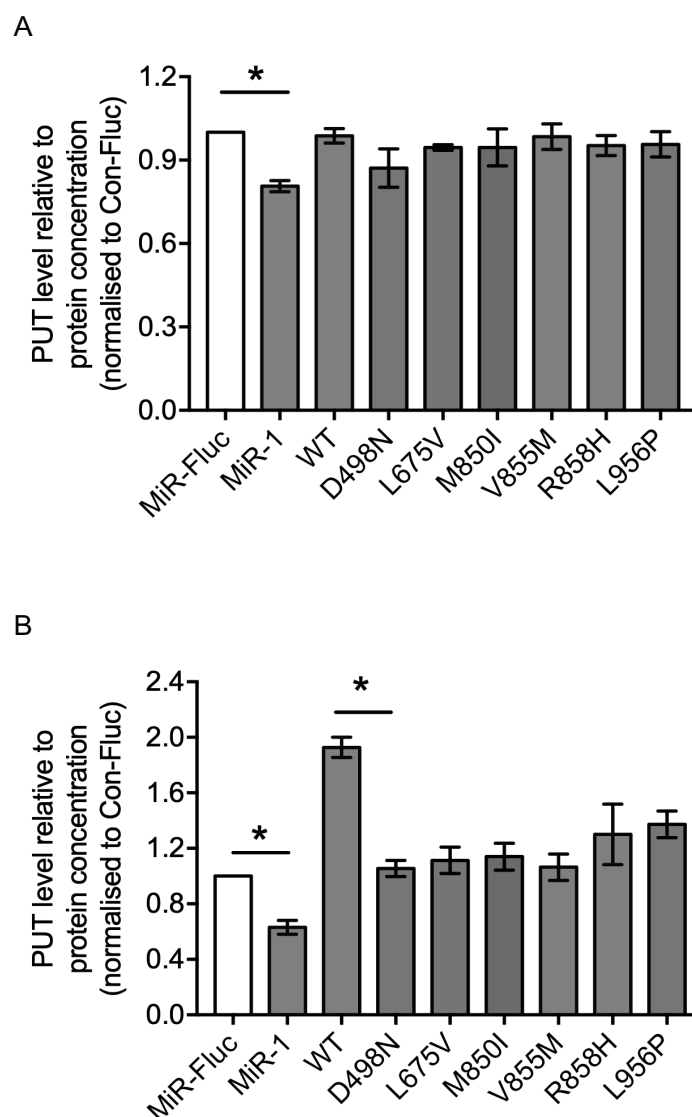 A
PUT level relative to
protein concentration
(normalised to Con-Fluc)
1.2
0.9
0.6
0.3
0.0
*
MiR-Fluc
MiR-1
WT
D498N
L675V
M850I
V855M
R858H
L956P
B
PUT level relative to
protein concentration
(normalised to Con-Fluc)
2.4
2.0
1.6
1.2
0.8
0.4
0.0
*
*
MiR-Fluc
MiR-1
WT
D498N
L675V
M850I
V855M
R858H
L956P